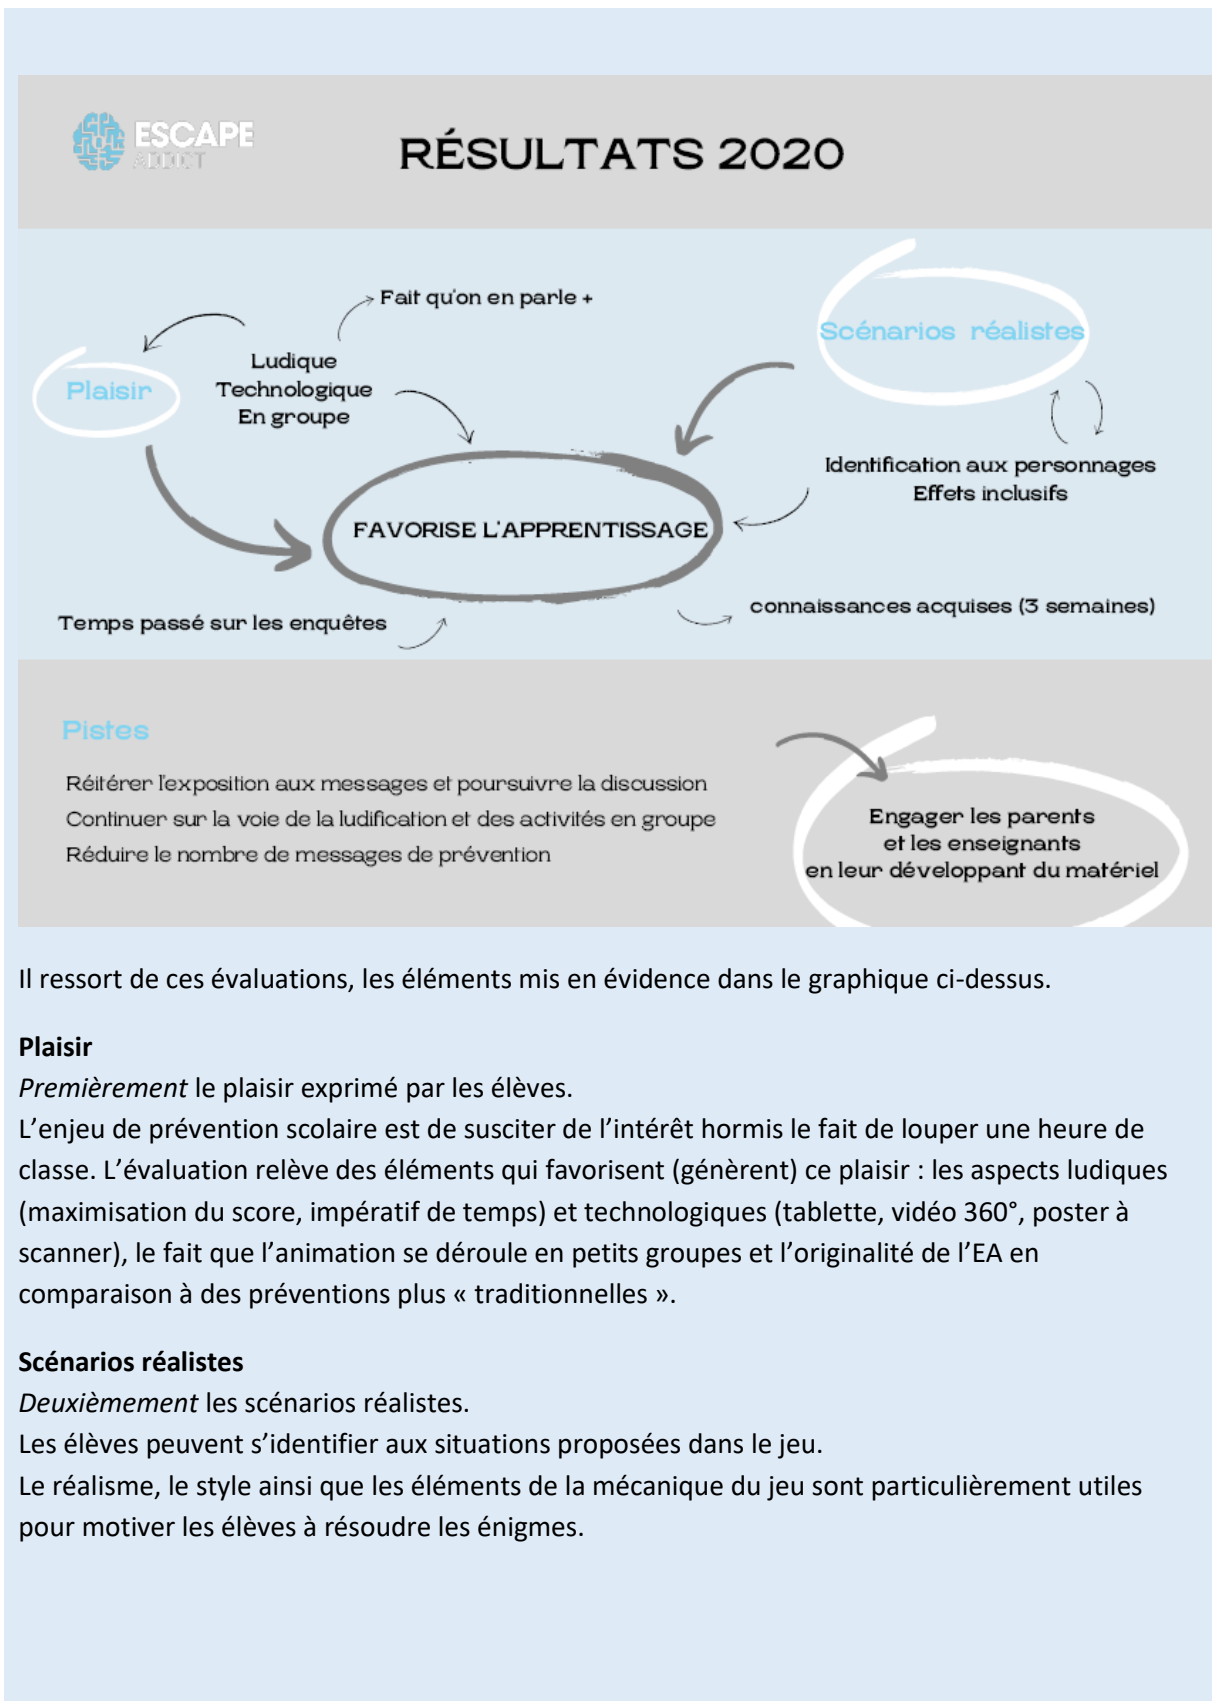 ESCAPE
ADDICT
RÉSULTATS 2020
Fait qu'on en parle +
Scénarios réalistes
Ludique
Technologique
En groupe
Plaisir
Identification aux personnages
Effets inclusifs
FAVORISE L'APPRENTISSAGE
connaissances acquises (3 semaines)
Temps passé sur les enquêtes
Pistes
Réitérer l'exposition aux messages et poursuivre la discussion
Continuer sur la voie de la ludification et des activités en groupe
Réduire le nombre de messages de prévention
Engager les parents
et les enseignants
en leur développant du matériel
Il ressort de ces évaluations, les éléments mis en évidence dans le graphique ci-dessus.
Plaisir
Premièrement le plaisir exprimé par les élèves.
L’enjeu de prévention scolaire est de susciter de l’intérêt hormis le fait de louper une heure de
classe. L’évaluation relève des éléments qui favorisent (génèrent) ce plaisir : les aspects ludiques
(maximisation du score, impératif de temps) et technologiques (tablette, vidéo 360°, poster à
scanner), le fait que l’animation se déroule en petits groupes et l’originalité de l’EA en
comparaison à des préventions plus « traditionnelles ».
Scénarios réalistes
Deuxièmement les scénarios réalistes.
Les élèves peuvent s’identifier aux situations proposées dans le jeu.
Le réalisme, le style ainsi que les éléments de la mécanique du jeu sont particulièrement utiles
pour motiver les élèves à résoudre les énigmes.